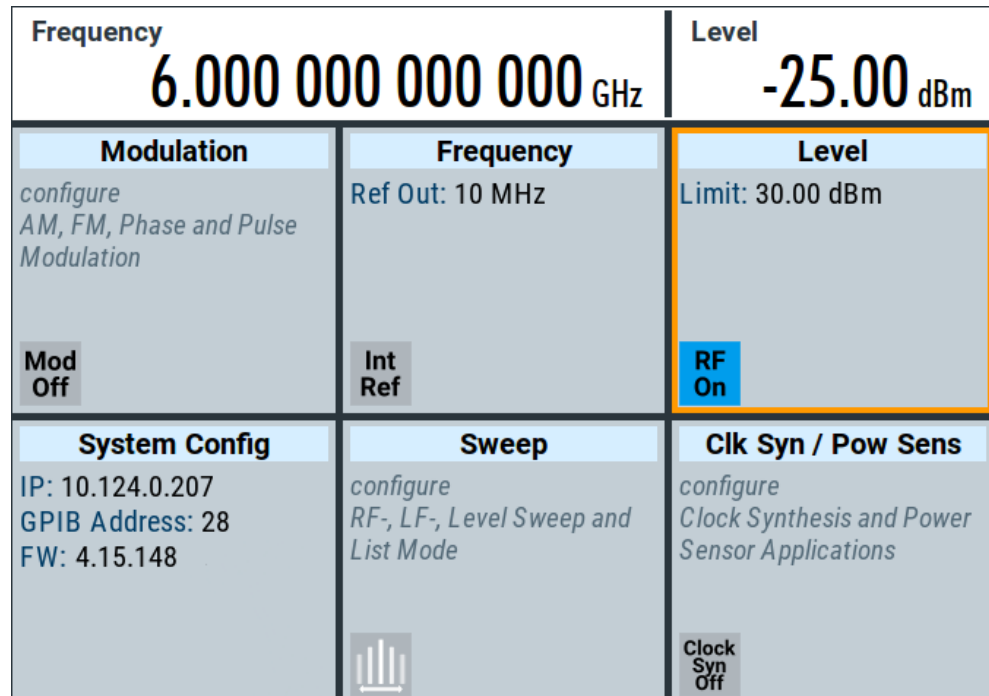 Frequency
6.000 000 000 000 GHz
Level
-25.00 dBm
Modulation
configure
AM, FM, Phase and Pulse
Modulation
Mod
Off
Frequency
Ref Out: 10 MHz
Int
Ref
Level
Limit: 30.00 dBm
RF
On
System Config
IP: 10.124.0.207
GPIB Address: 28
FW: 4.15.148
Sweep
configure
RF-, LF-, Level Sweep and
List Mode
Clk Syn / Pow Sens
configure
Clock Synthesis and Power
Sensor Applications
Clock
Syn
Off